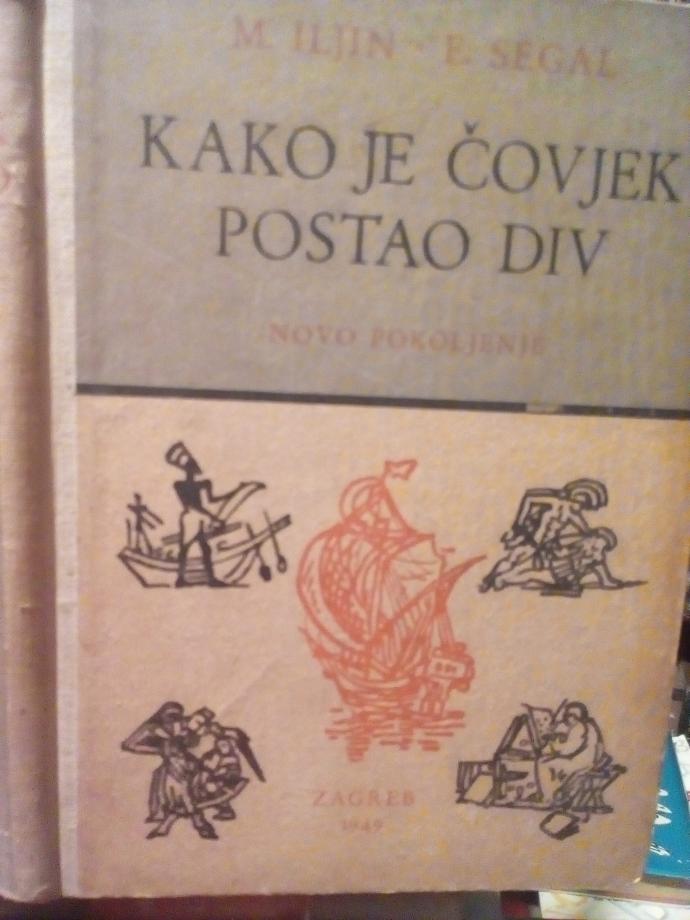 M. ILJIN · E. SEGAL
KAKO JE ČOVJEK
POSTAO DIV
NOVO POKOLJENJE
ZAGREB
1949